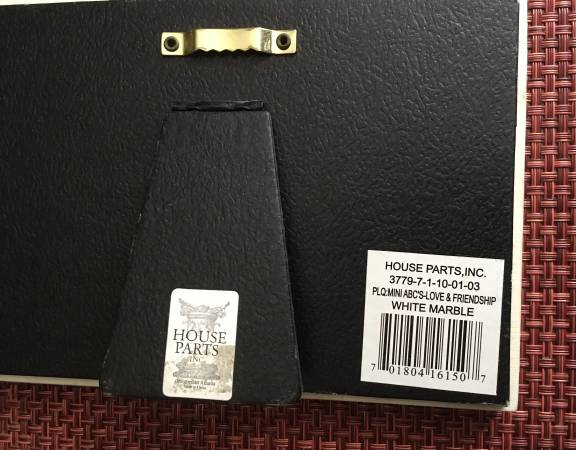 HOUSE PARTS,INC.
3779-7-1-10-01-03
PLQ:MINI ABC'S-LOVE & FRIENDSHIP
WHITE MARBLE
7 01804 16150 7
HOUSE
PARTS
INC.